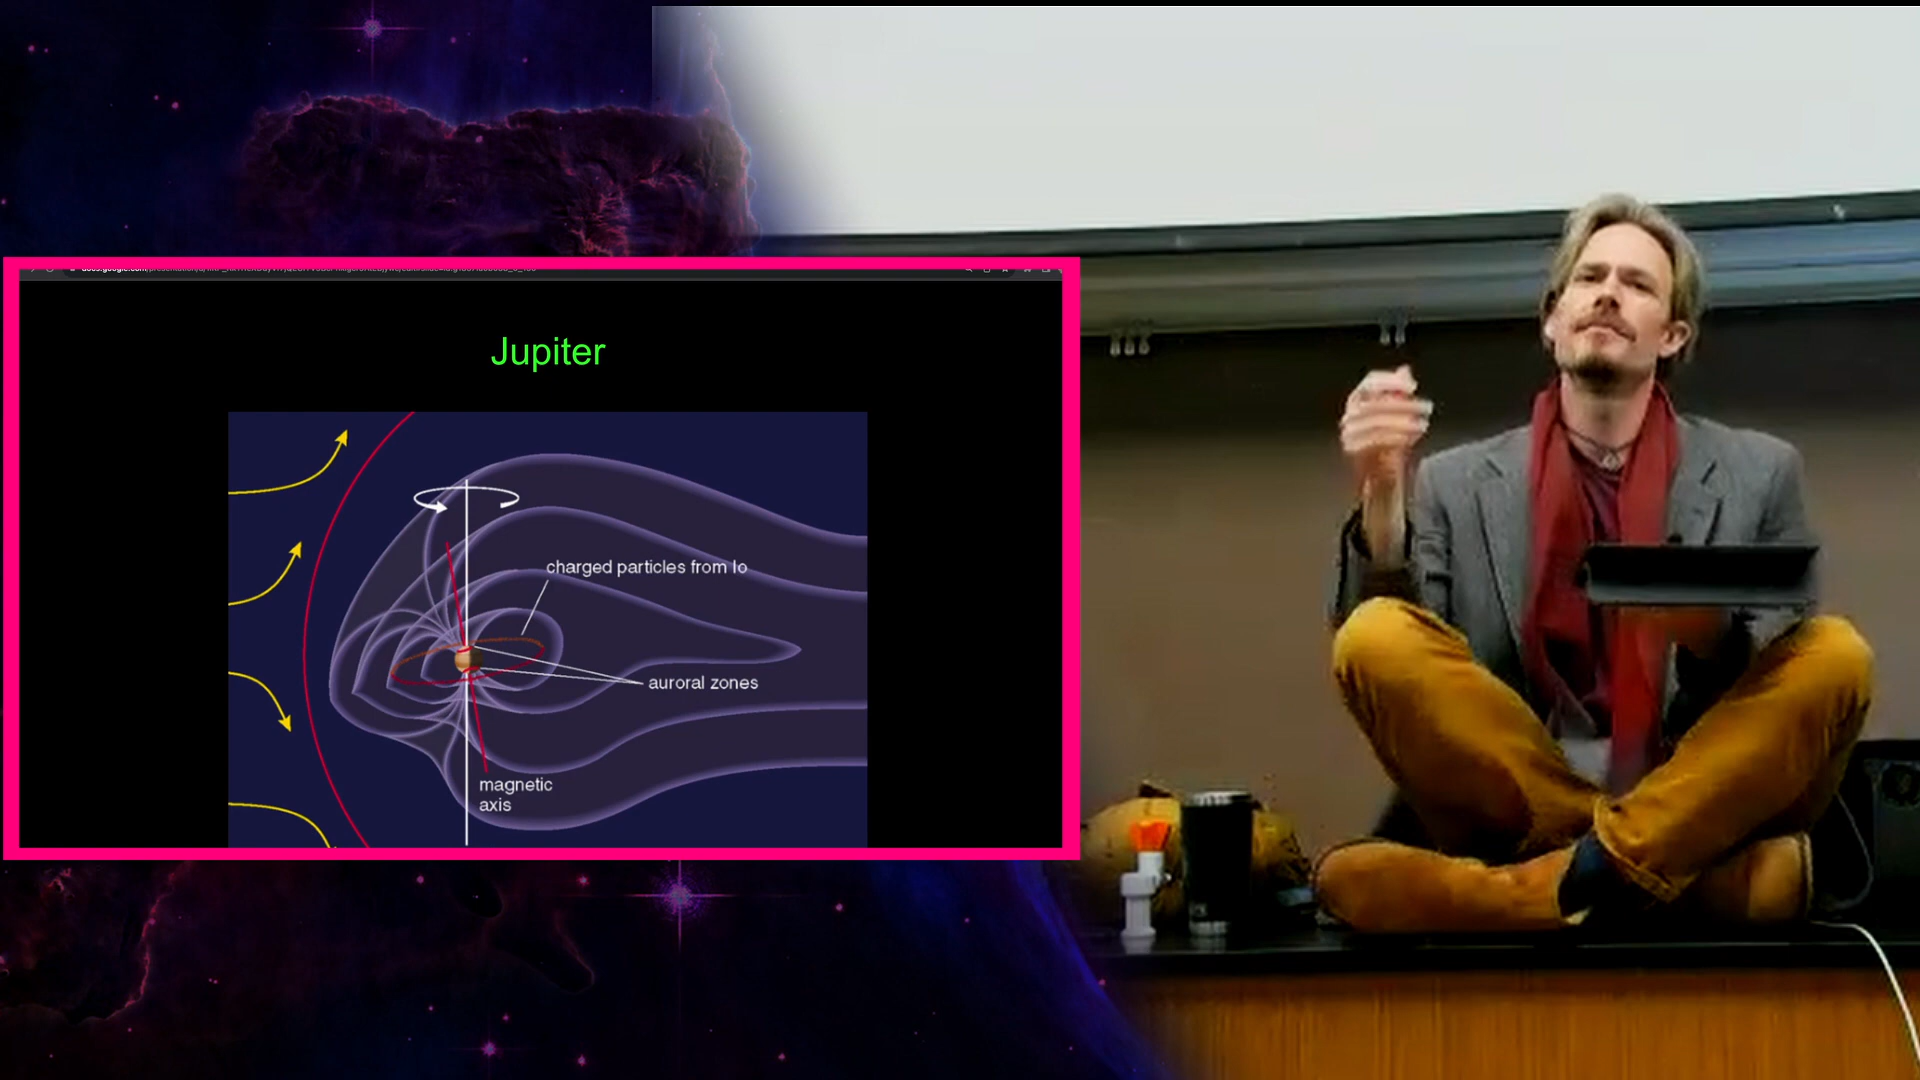 Jupiter
charged particles from Io
auroral zones
magnetic
axis